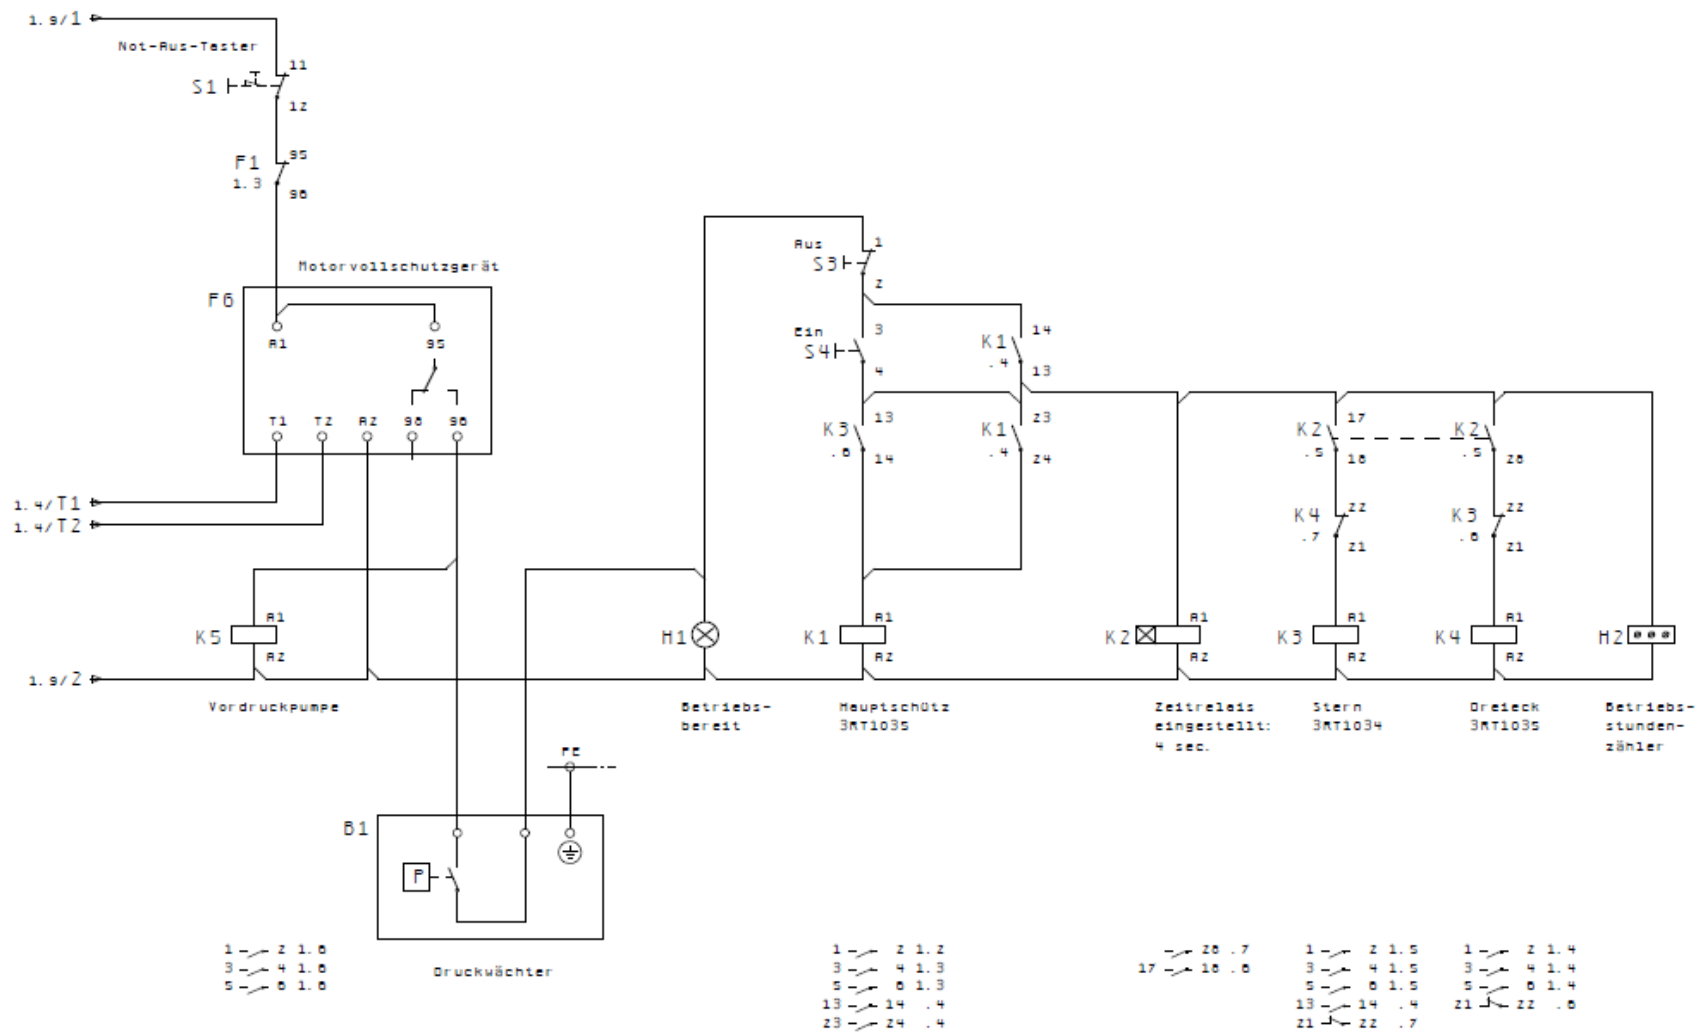 1.9/1
Not-Aus-Taster
S1
11
12
F1
1.3
95
96
Motorvollschutzgerät
F6
A1
95
T1
T2
A2
98
96
1.4/T1
1.4/T2
Aus
S3
1
2
Ein
S4
3
4
K1
.4
14
13
K3
.6
13
14
K1
.4
23
24
K2
.5
17
18
K2
.5
28
K4
.7
22
21
K3
.6
22
21
K5
A1
A2
H1
K1
A1
A2
K2
A1
A2
K3
A1
A2
K4
A1
A2
H2
1.9/2
Vordruckpumpe
Betriebs-
bereit
Hauptschütz
3RT1035
Zeitrelais
eingestellt:
4 sec.
Stern
3RT1034
Dreieck
3RT1035
Betriebs-
stunden-
zähler
PE
B1
P
Druckwächter
1 2 1.6
3 4 1.6
5 6 1.6
1 2 1.2
3 4 1.3
5 6 1.3
13 14 .4
23 24 .4
28 .7
17 18 .6
1 2 1.5
3 4 1.5
5 6 1.5
13 14 .4
21 22 .7
1 2 1.4
3 4 1.4
5 6 1.4
21 22 .6